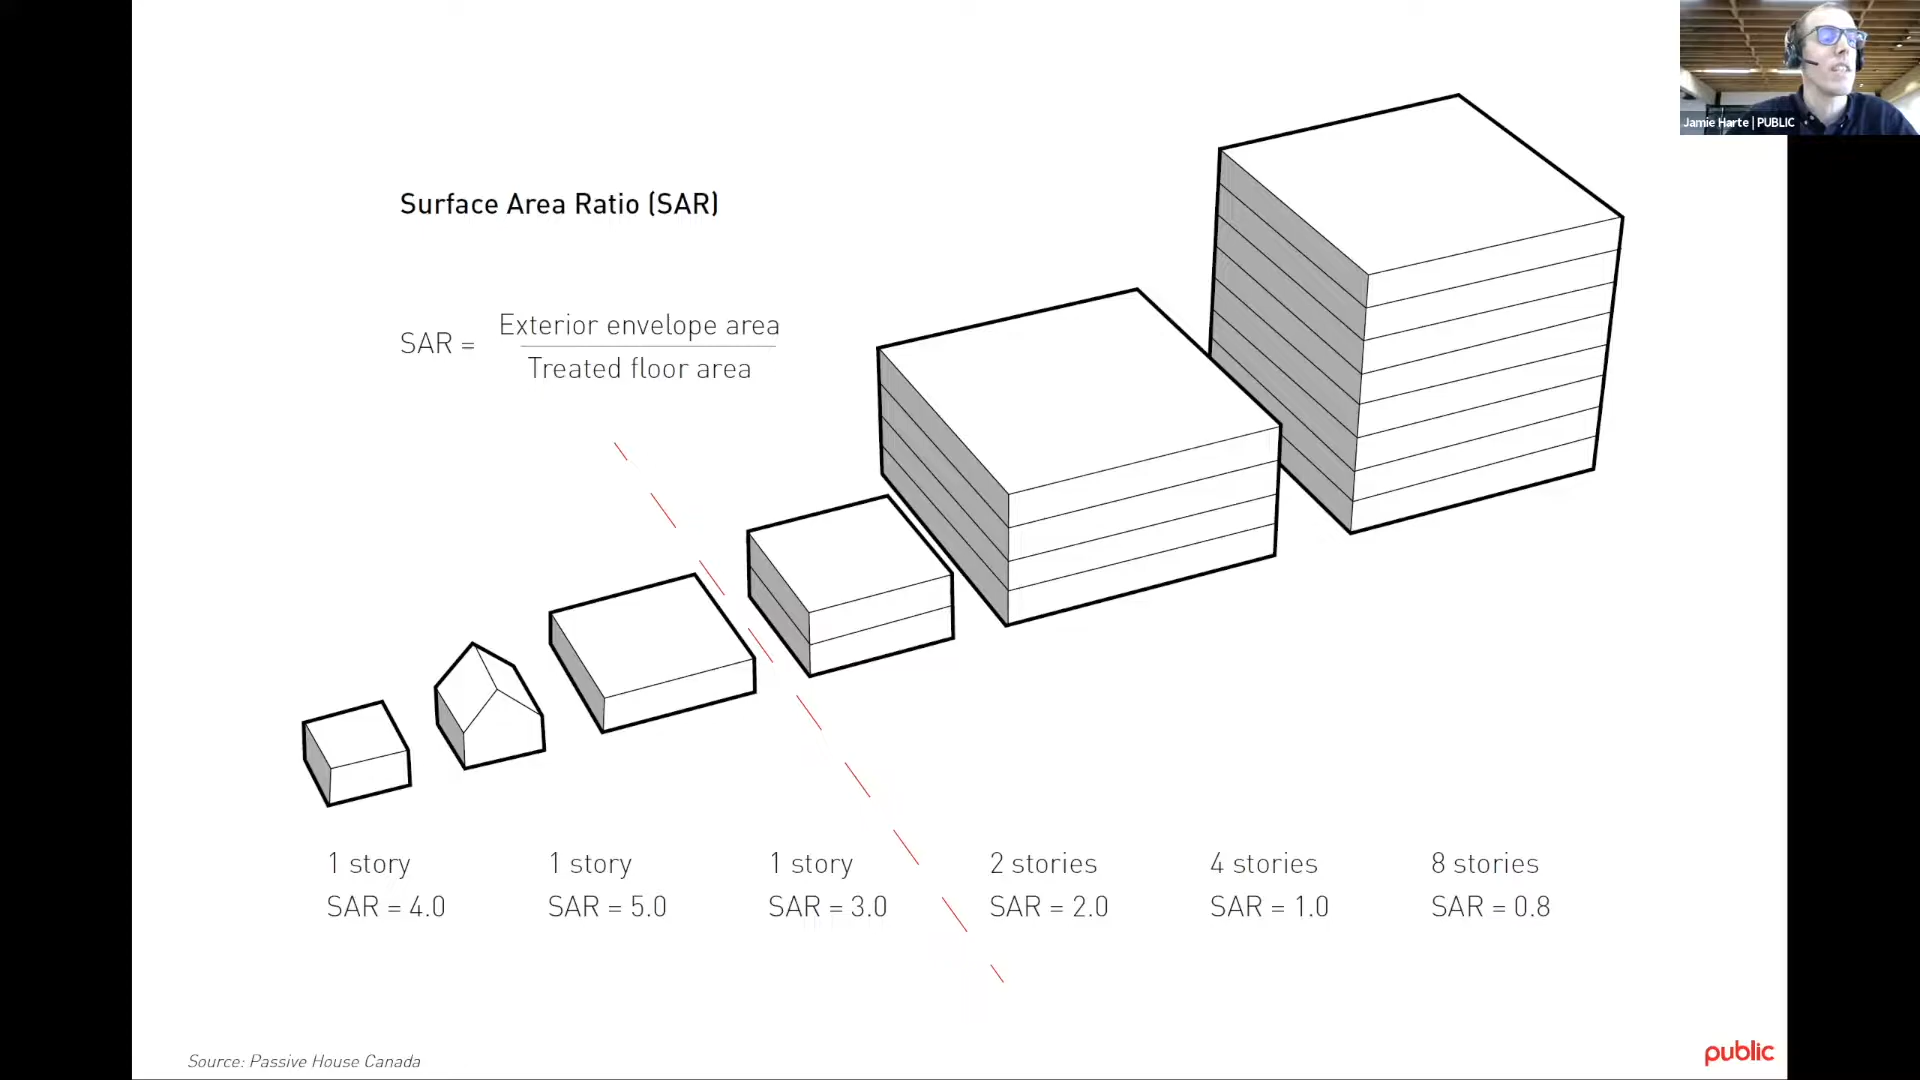 Jamie Harte | PUBLIC
Surface Area Ratio (SAR)
SAR =
Exterior envelope area
Treated floor area
1 story
SAR = 4.0
1 story
SAR = 5.0
1 story
SAR = 3.0
2 stories
SAR = 2.0
4 stories
SAR = 1.0
8 stories
SAR = 0.8
Source: Passive House Canada
public